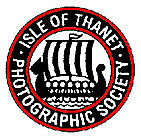 · ISLE OF THANET ·
PHOTOGRAPHIC SOCIETY